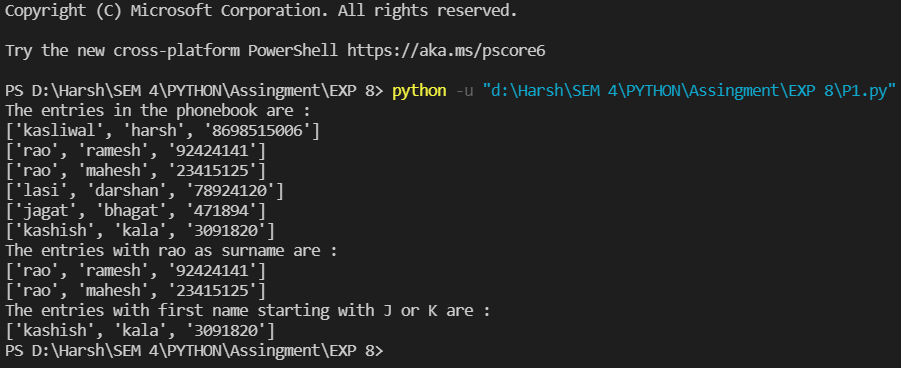 Copyright (C) Microsoft Corporation. All rights reserved.
Try the new cross-platform PowerShell https://aka.ms/pscore6
PS D:\Harsh\SEM 4\PYTHON\Assingment\EXP 8> python -u "d:\Harsh\SEM 4\PYTHON\Assingment\EXP 8\P1.py"
The entries in the phonebook are :
['kasliwal', 'harsh', '8698515006']
['rao', 'ramesh', '92424141']
['rao', 'mahesh', '23415125']
['lasi', 'darshan', '78924120']
['jagat', 'bhagat', '471894']
['kashish', 'kala', '3091820']
The entries with rao as surname are :
['rao', 'ramesh', '92424141']
['rao', 'mahesh', '23415125']
The entries with first name starting with J or K are :
['kashish', 'kala', '3091820']
PS D:\Harsh\SEM 4\PYTHON\Assingment\EXP 8>